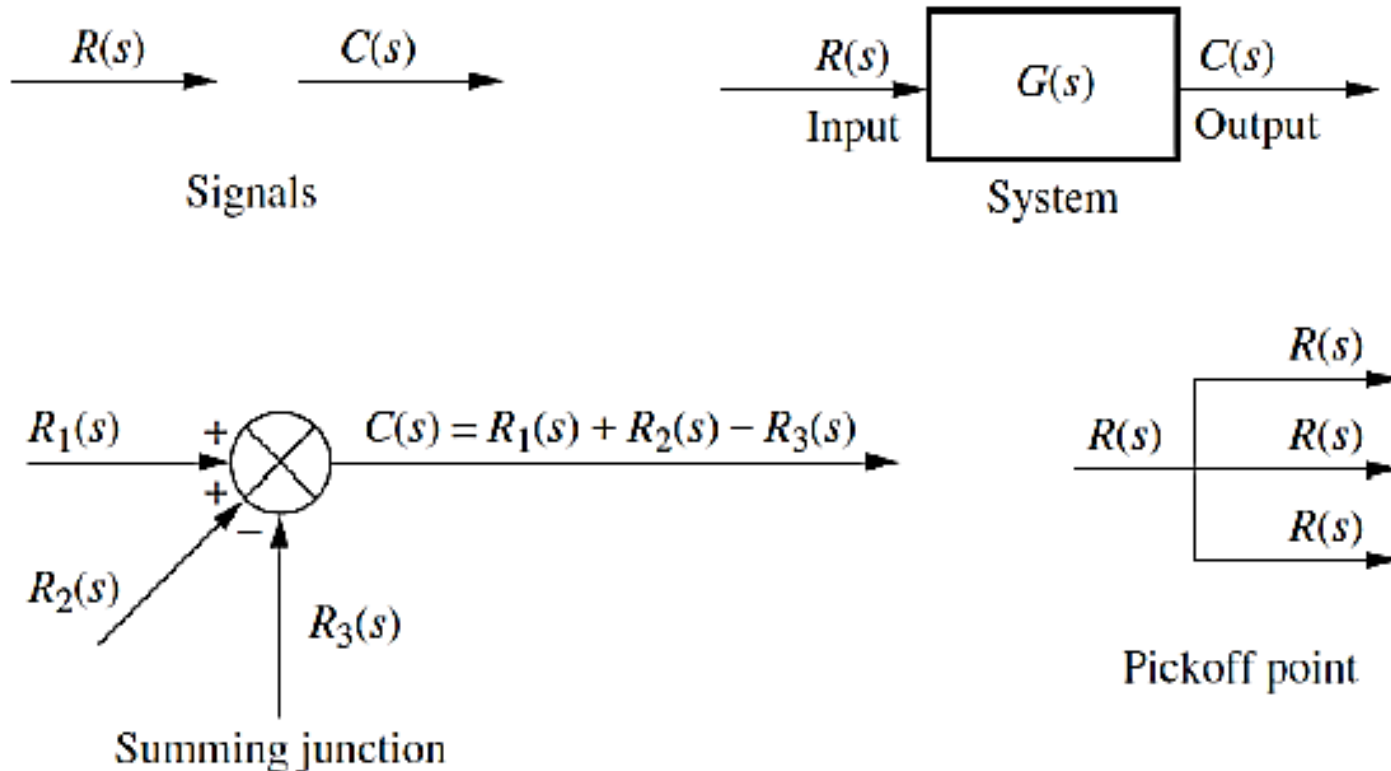 R(s) C(s)
Signals
R(s) G(s) C(s)
Input Output
System
R₁(s) + C(s) = R₁(s) + R₂(s) − R₃(s)
+
−
R₂(s)
R₃(s)
Summing junction
R(s)
R(s) R(s)
R(s)
Pickoff point